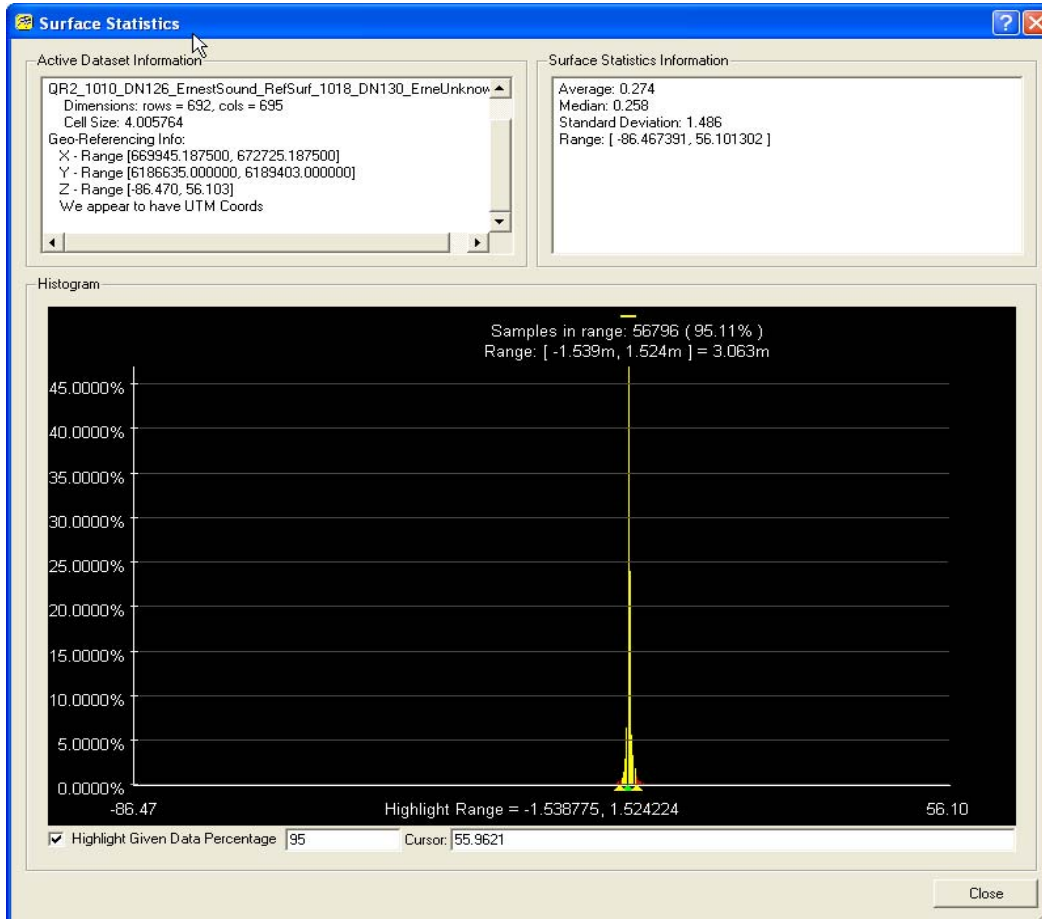 Surface Statistics
Active Dataset Information
QR2_1010_DN126_ErnestSound_RefSurf_1018_DN130_ErneUnknow
Dimensions: rows = 692, cols = 695
Cell Size: 4.005764
Geo-Referencing Info:
X - Range [669945.187500, 672725.187500]
Y - Range [6186635.000000, 6189403.000000]
Z - Range [-86.470, 56.103]
We appear to have UTM Coords
Surface Statistics Information
Average: 0.274
Median: 0.258
Standard Deviation: 1.486
Range: [ -86.467391, 56.101302 ]
Histogram
Samples in range: 56796 ( 95.11% )
Range: [ -1.539m, 1.524m ] = 3.063m
45.0000%
40.0000%
35.0000%
30.0000%
25.0000%
20.0000%
15.0000%
10.0000%
5.0000%
0.0000%
-86.47
Highlight Range = -1.538775, 1.524224
56.10
Highlight Given Data Percentage 95
Cursor: 55.9621
Close